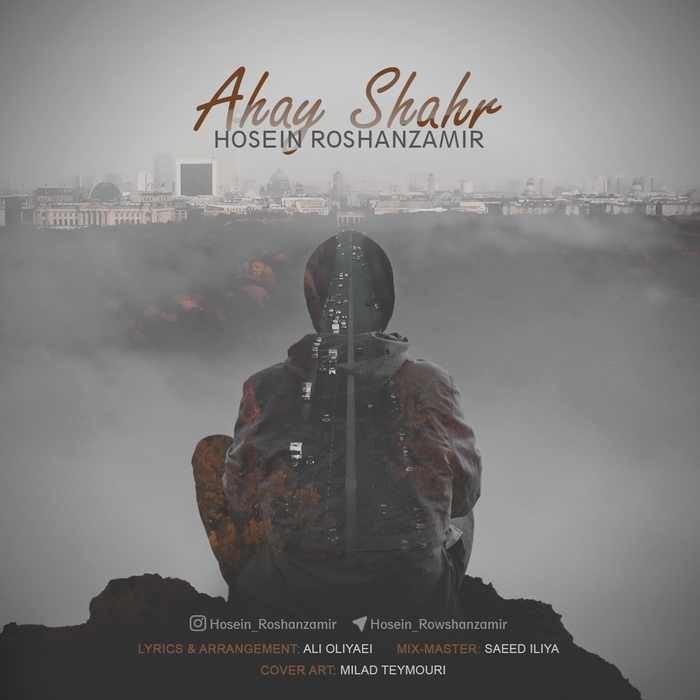 Ahay Shahr
HOSEIN ROSHANZAMIR
Hosein_Roshanzamir Hosein_Rowshanzamir
LYRICS & ARRANGEMENT: ALI OLIYAEI MIX-MASTER: SAEED ILIYA
COVER ART: MILAD TEYMOURI